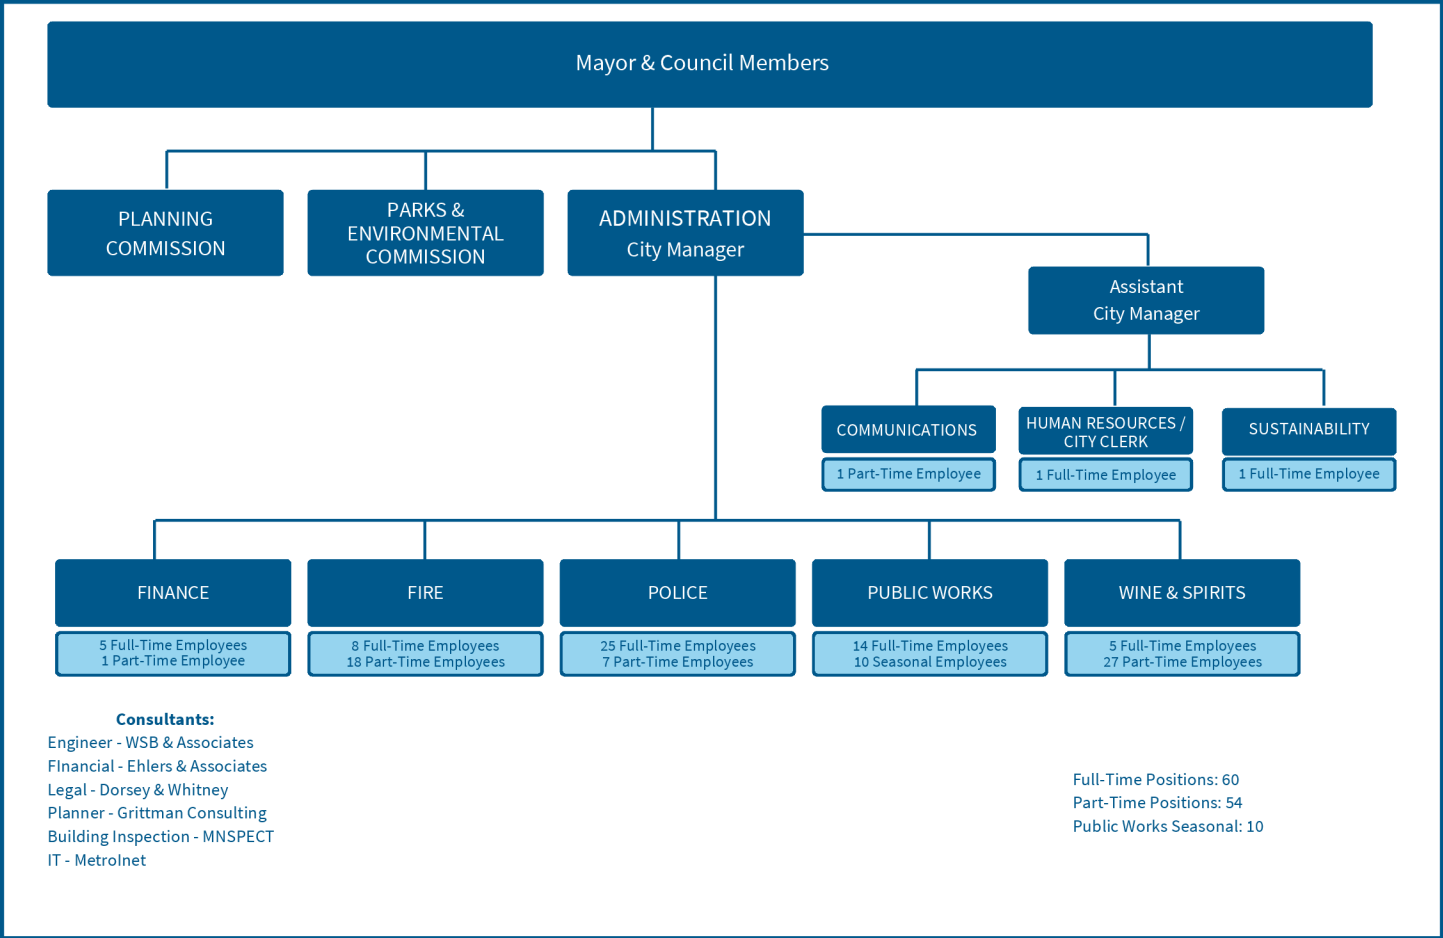 Mayor & Council Members
PLANNING
COMMISSION
PARKS &
ENVIRONMENTAL
COMMISSION
ADMINISTRATION
City Manager
Assistant
City Manager
COMMUNICATIONS
1 Part-Time Employee
HUMAN RESOURCES /
CITY CLERK
1 Full-Time Employee
SUSTAINABILITY
1 Full-Time Employee
FINANCE
5 Full-Time Employees
1 Part-Time Employee
FIRE
8 Full-Time Employees
18 Part-Time Employees
POLICE
25 Full-Time Employees
7 Part-Time Employees
PUBLIC WORKS
14 Full-Time Employees
10 Seasonal Employees
WINE & SPIRITS
5 Full-Time Employees
27 Part-Time Employees
Consultants:
Engineer - WSB & Associates
FInancial - Ehlers & Associates
Legal - Dorsey & Whitney
Planner - Grittman Consulting
Building Inspection - MNSPECT
IT - MetroInet
Full-Time Positions: 60
Part-Time Positions: 54
Public Works Seasonal: 10